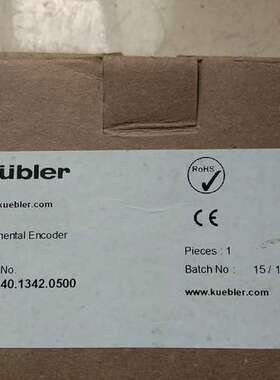 übler
kuebler.com
RoHS
CE
mental Encoder
No.
Pieces : 1
40.1342.0500
Batch No : 15 / 1
www.kuebler.com